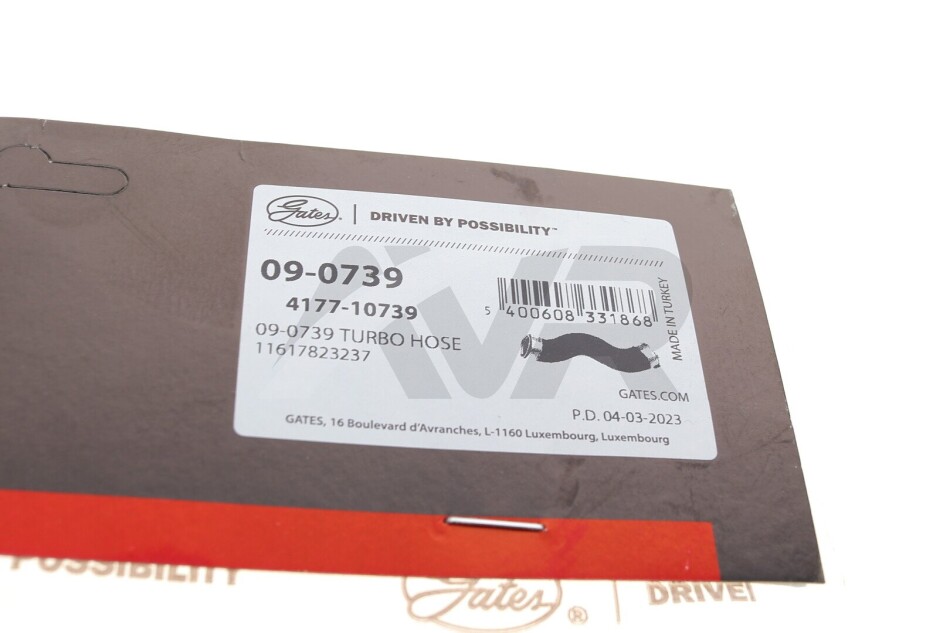 Gates® | DRIVEN BY POSSIBILITY™
09-0739
4177-10739
09-0739 TURBO HOSE
11617823237
5 400608 331868
MADE IN TURKEY
GATES.COM
P.D. 04-03-2023
GATES, 16 Boulevard d'Avranches, L-1160 Luxembourg, Luxembourg
AVR
POSSIBILITY
Gates®
DRIVE